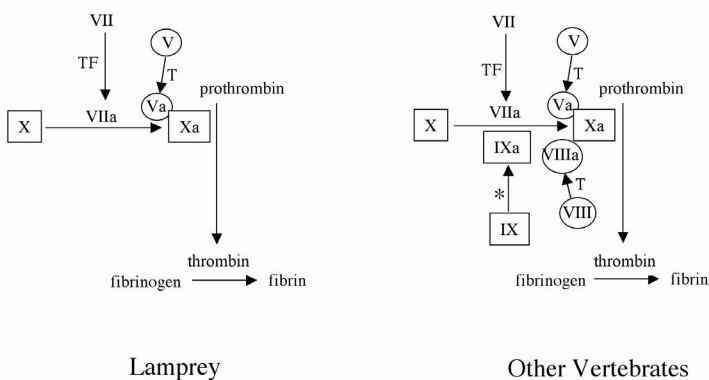 VII
V
TF
T
prothrombin
Va
X
VIIa
Xa
thrombin
fibrinogen
fibrin
Lamprey
VII
V
TF
T
prothrombin
Va
X
VIIa
Xa
IXa
VIIIa
*
T
VIII
IX
thrombin
fibrinogen
fibrin
Other Vertebrates